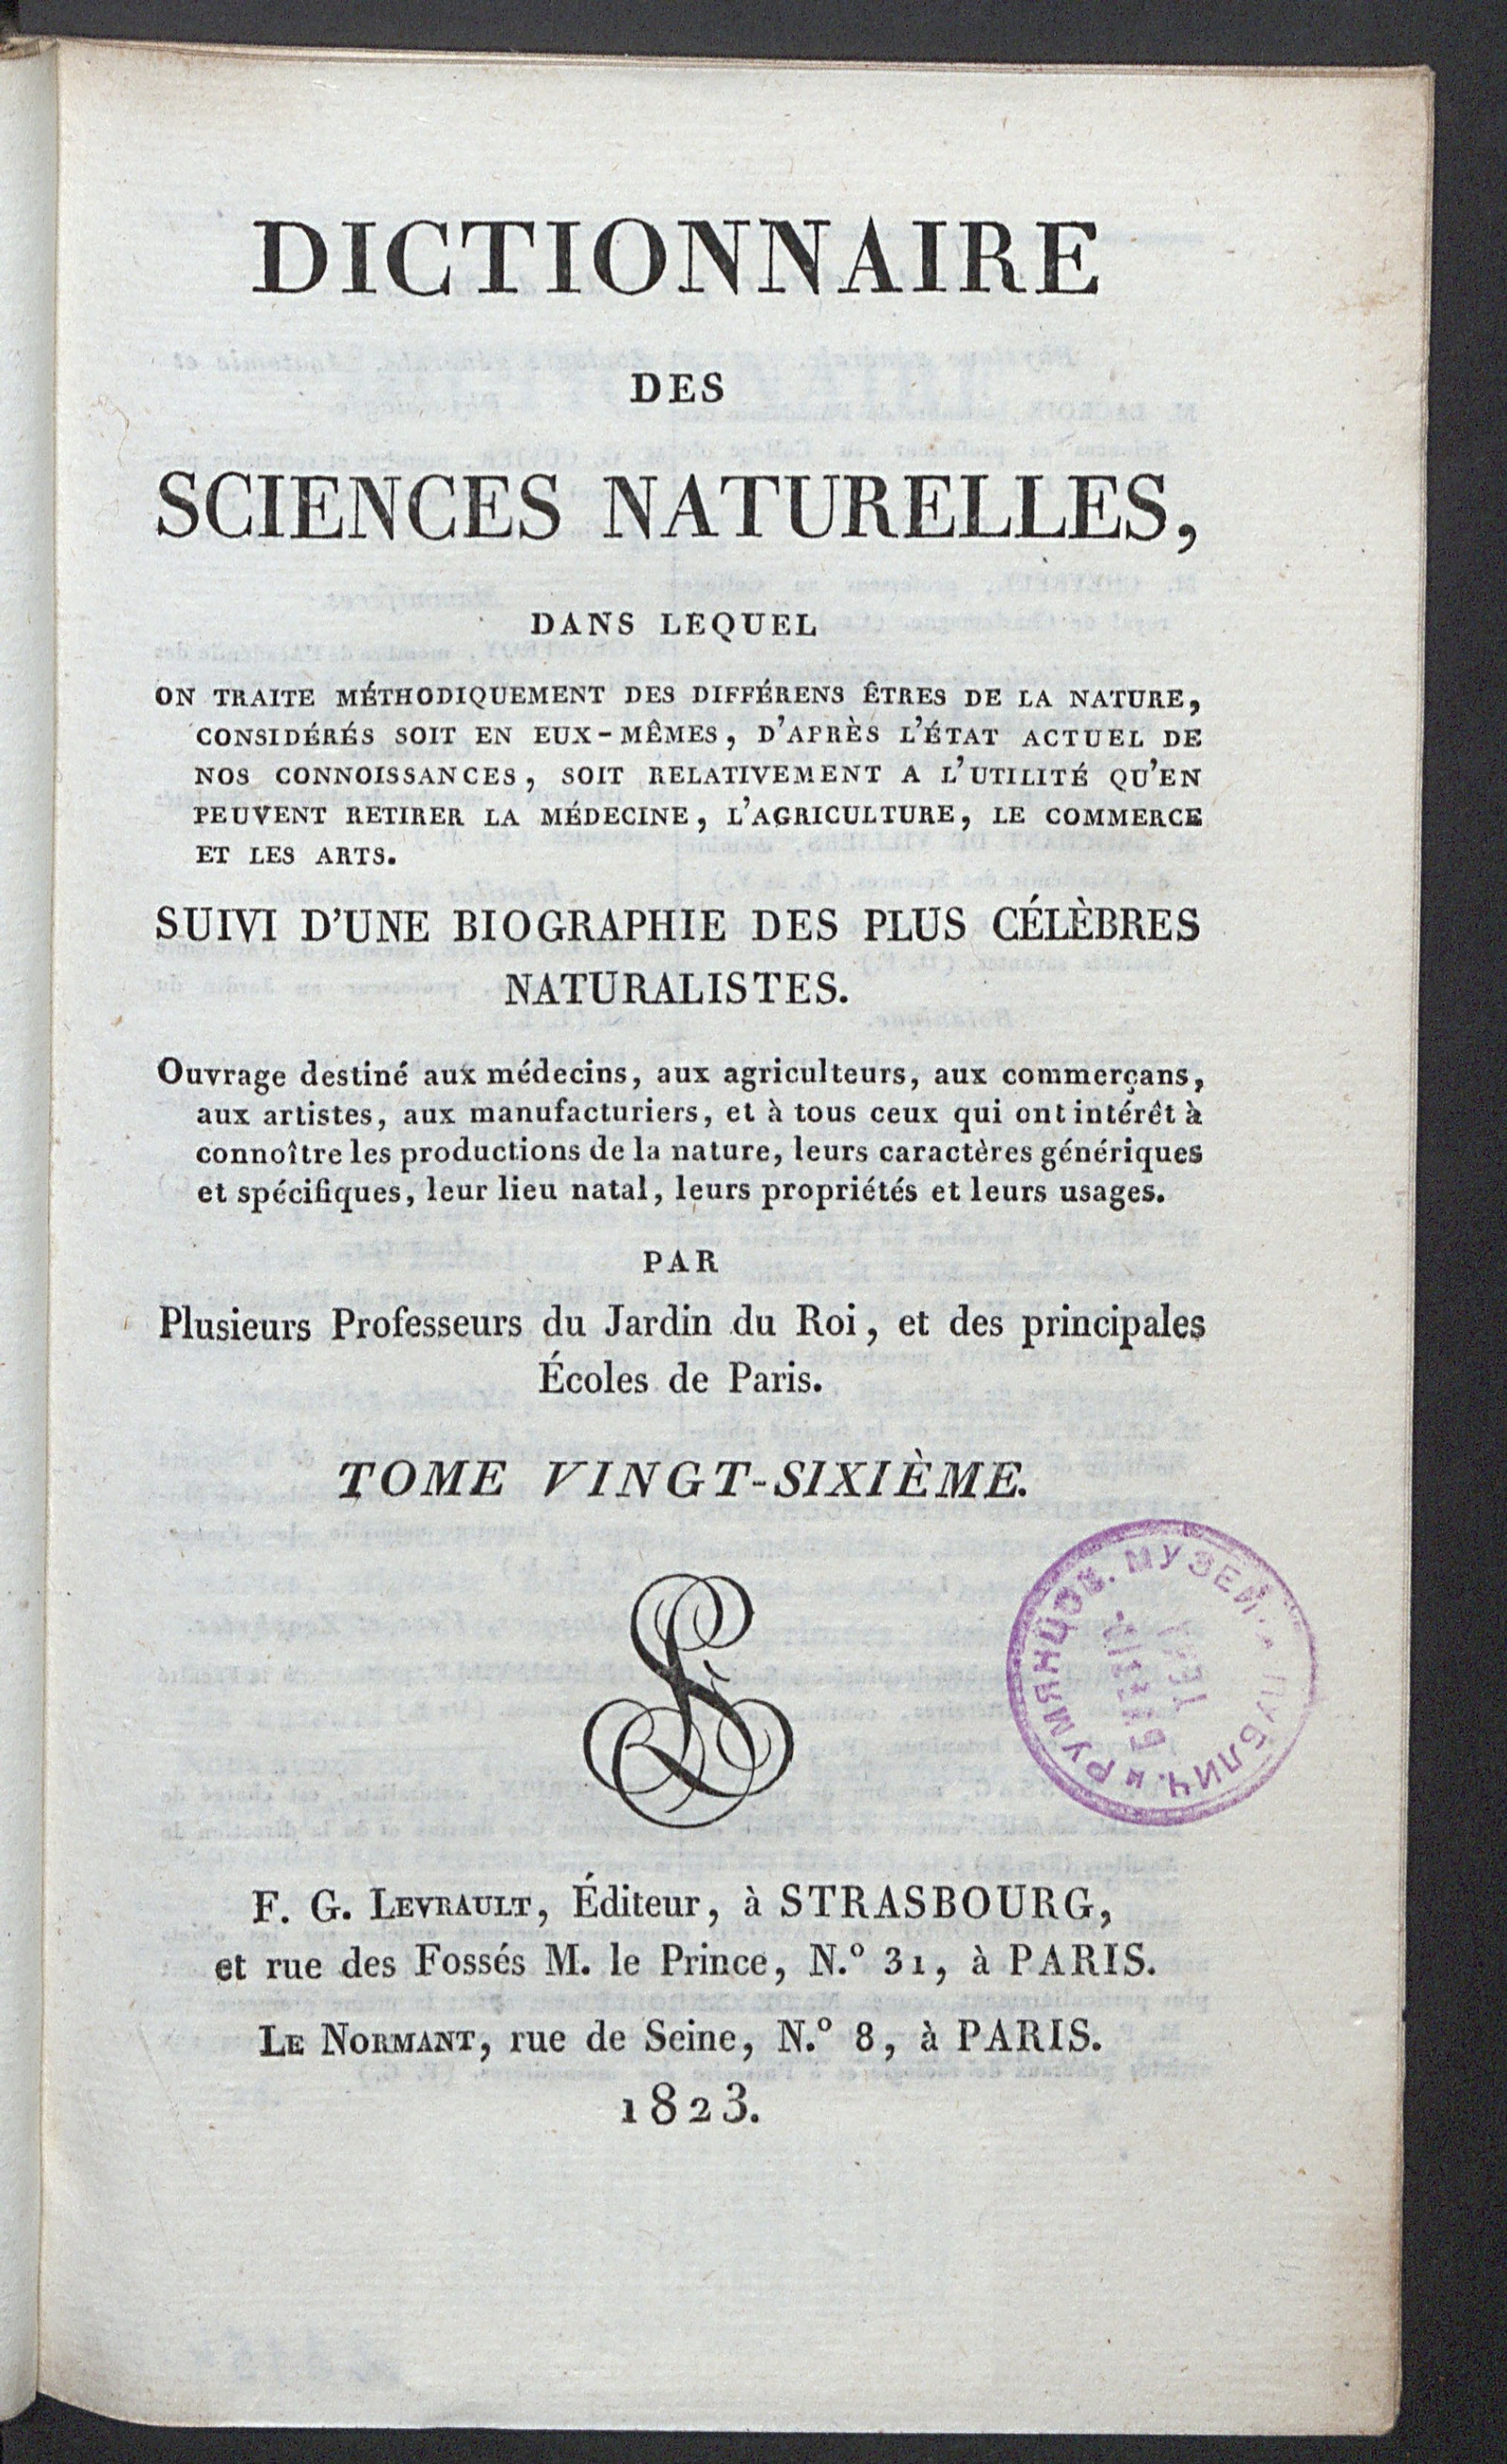 DICTIONNAIRE
DES
SCIENCES NATURELLES,
DANS LEQUEL
ON TRAITE MÉTHODIQUEMENT DES DIFFÉRENS ÊTRES DE LA NATURE,
CONSIDÉRÉS SOIT EN EUX-MÊMES, D'APRÈS L'ÉTAT ACTUEL DE
NOS CONNOISSANCES, SOIT RELATIVEMENT A L'UTILITÉ QU'EN
PEUVENT RETIRER LA MÉDECINE, L'AGRICULTURE, LE COMMERCE
ET LES ARTS.
SUIVI D'UNE BIOGRAPHIE DES PLUS CÉLÈBRES
NATURALISTES.
Ouvrage destiné aux médecins, aux agriculteurs, aux commerçans,
aux artistes, aux manufacturiers, et à tous ceux qui ont intérêt à
connoître les productions de la nature, leurs caractères génériques
et spécifiques, leur lieu natal, leurs propriétés et leurs usages.
PAR
Plusieurs Professeurs du Jardin du Roi, et des principales
Écoles de Paris.
TOME VINGT-SIXIÈME.
РУМЯНЦОВ. МУЗЕЙ. ПУБЛИЧ. И
F. G. LEVRAULT, Éditeur, à STRASBOURG,
et rue des Fossés M. le Prince, N.º 31, à PARIS.
LE NORMANT, rue de Seine, N.º 8, à PARIS.
1823.